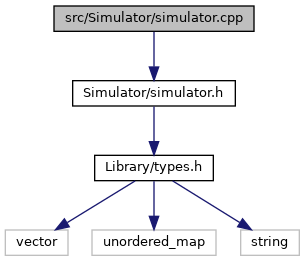 src/Simulator/simulator.cpp
Simulator/simulator.h
Library/types.h
vector
unordered_map
string